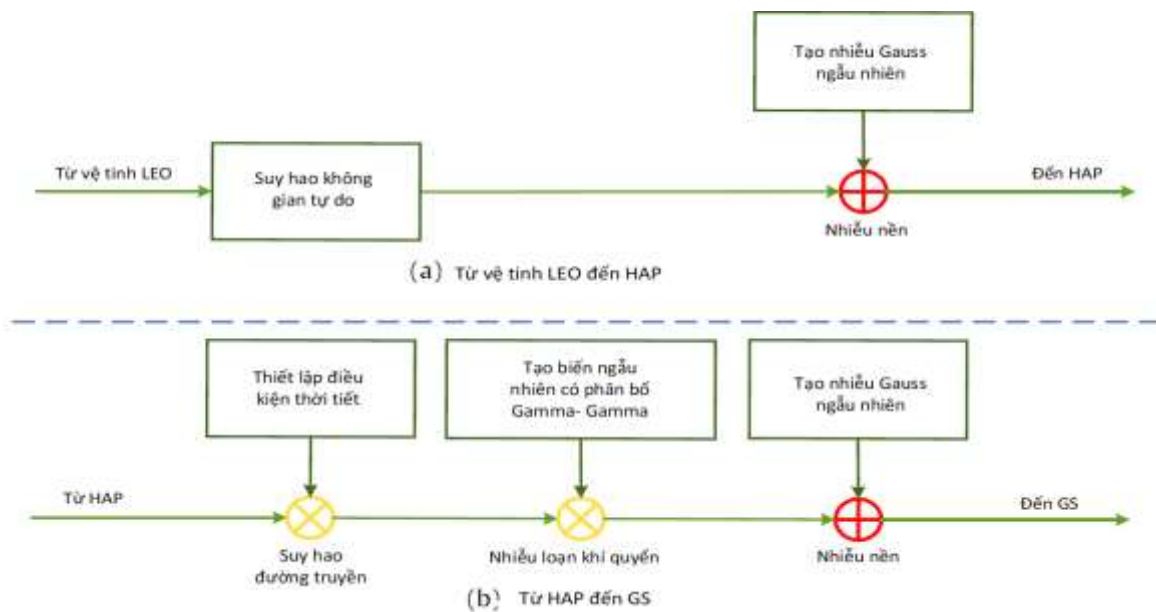 Tạo nhiễu Gauss
ngẫu nhiên
Từ vệ tinh LEO
Suy hao không
gian tự do
Đến HAP
Nhiễu nền
(a) Từ vệ tinh LEO đến HAP
Thiết lập điều
kiện thời tiết
Tạo biến ngẫu
nhiên có phân bố
Gamma- Gamma
Tạo nhiễu Gauss
ngẫu nhiên
Từ HAP
Đến GS
Suy hao
đường truyền
Nhiễu loạn khí quyển
Nhiễu nền
(b) Từ HAP đến GS